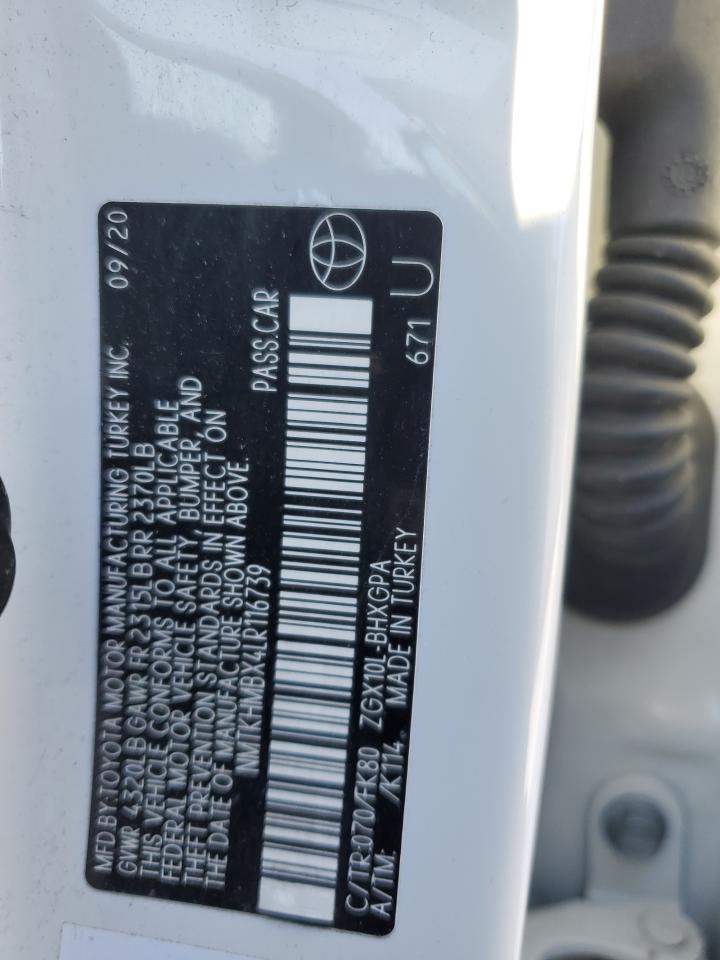 MFD.BY:TOYOTA MOTOR MANUFACTURING TURKEY INC. 09/20
GVWR 4320LB GAWR FR 2315LB RR 2370LB
THIS VEHICLE CONFORMS TO ALL APPLICABLE
FEDERAL MOTOR VEHICLE SAFETY, BUMPER, AND
THEFT PREVENTION STANDARDS IN EFFECT ON
THE DATE OF MANUFACTURE SHOWN ABOVE.
NMTKHMBX4LR116739 PASS.CAR
C/TR:070/FK80 ZGX10L-BHXGPA
A/TM: /K114 MADE IN TURKEY 671 U